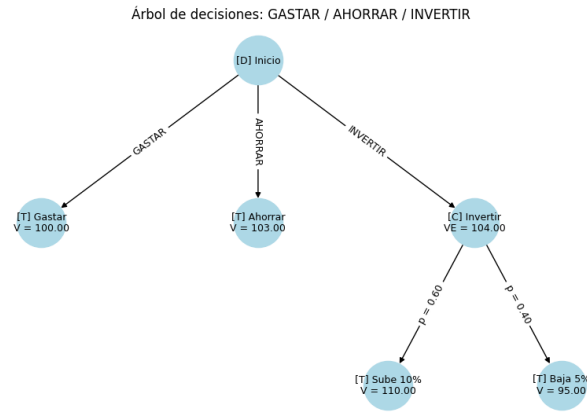 Árbol de decisiones: GASTAR / AHORRAR / INVERTIR
[D] Inicio
GASTAR
AHORRAR
INVERTIR
[T] Gastar
V = 100.00
[T] Ahorrar
V = 103.00
[C] Invertir
VE = 104.00
p = 0.60
p = 0.40
[T] Sube 10%
V = 110.00
[T] Baja 5%
V = 95.00